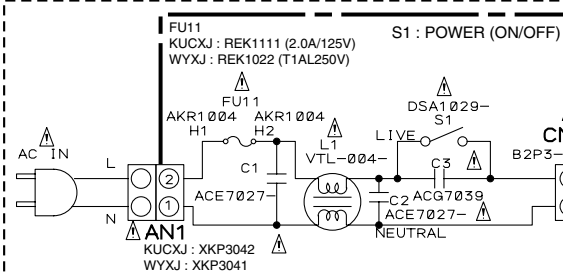 FU11
KUCXJ : REK1111 (2.0A/125V)
WYXJ : REK1022 (T1AL250V)
S1 : POWER (ON/OFF)
FU11
AKR1004 AKR1004
H1 H2
DSA1029-
S1
L1
VTL-004-
LIVE
AC IN
L
N
2
1
C1
ACE7027-
C3
ACG7039
C2
ACE7027-
NEUTRAL
CN
B2P3-
AN1
KUCXJ : XKP3042
WYXJ : XKP3041